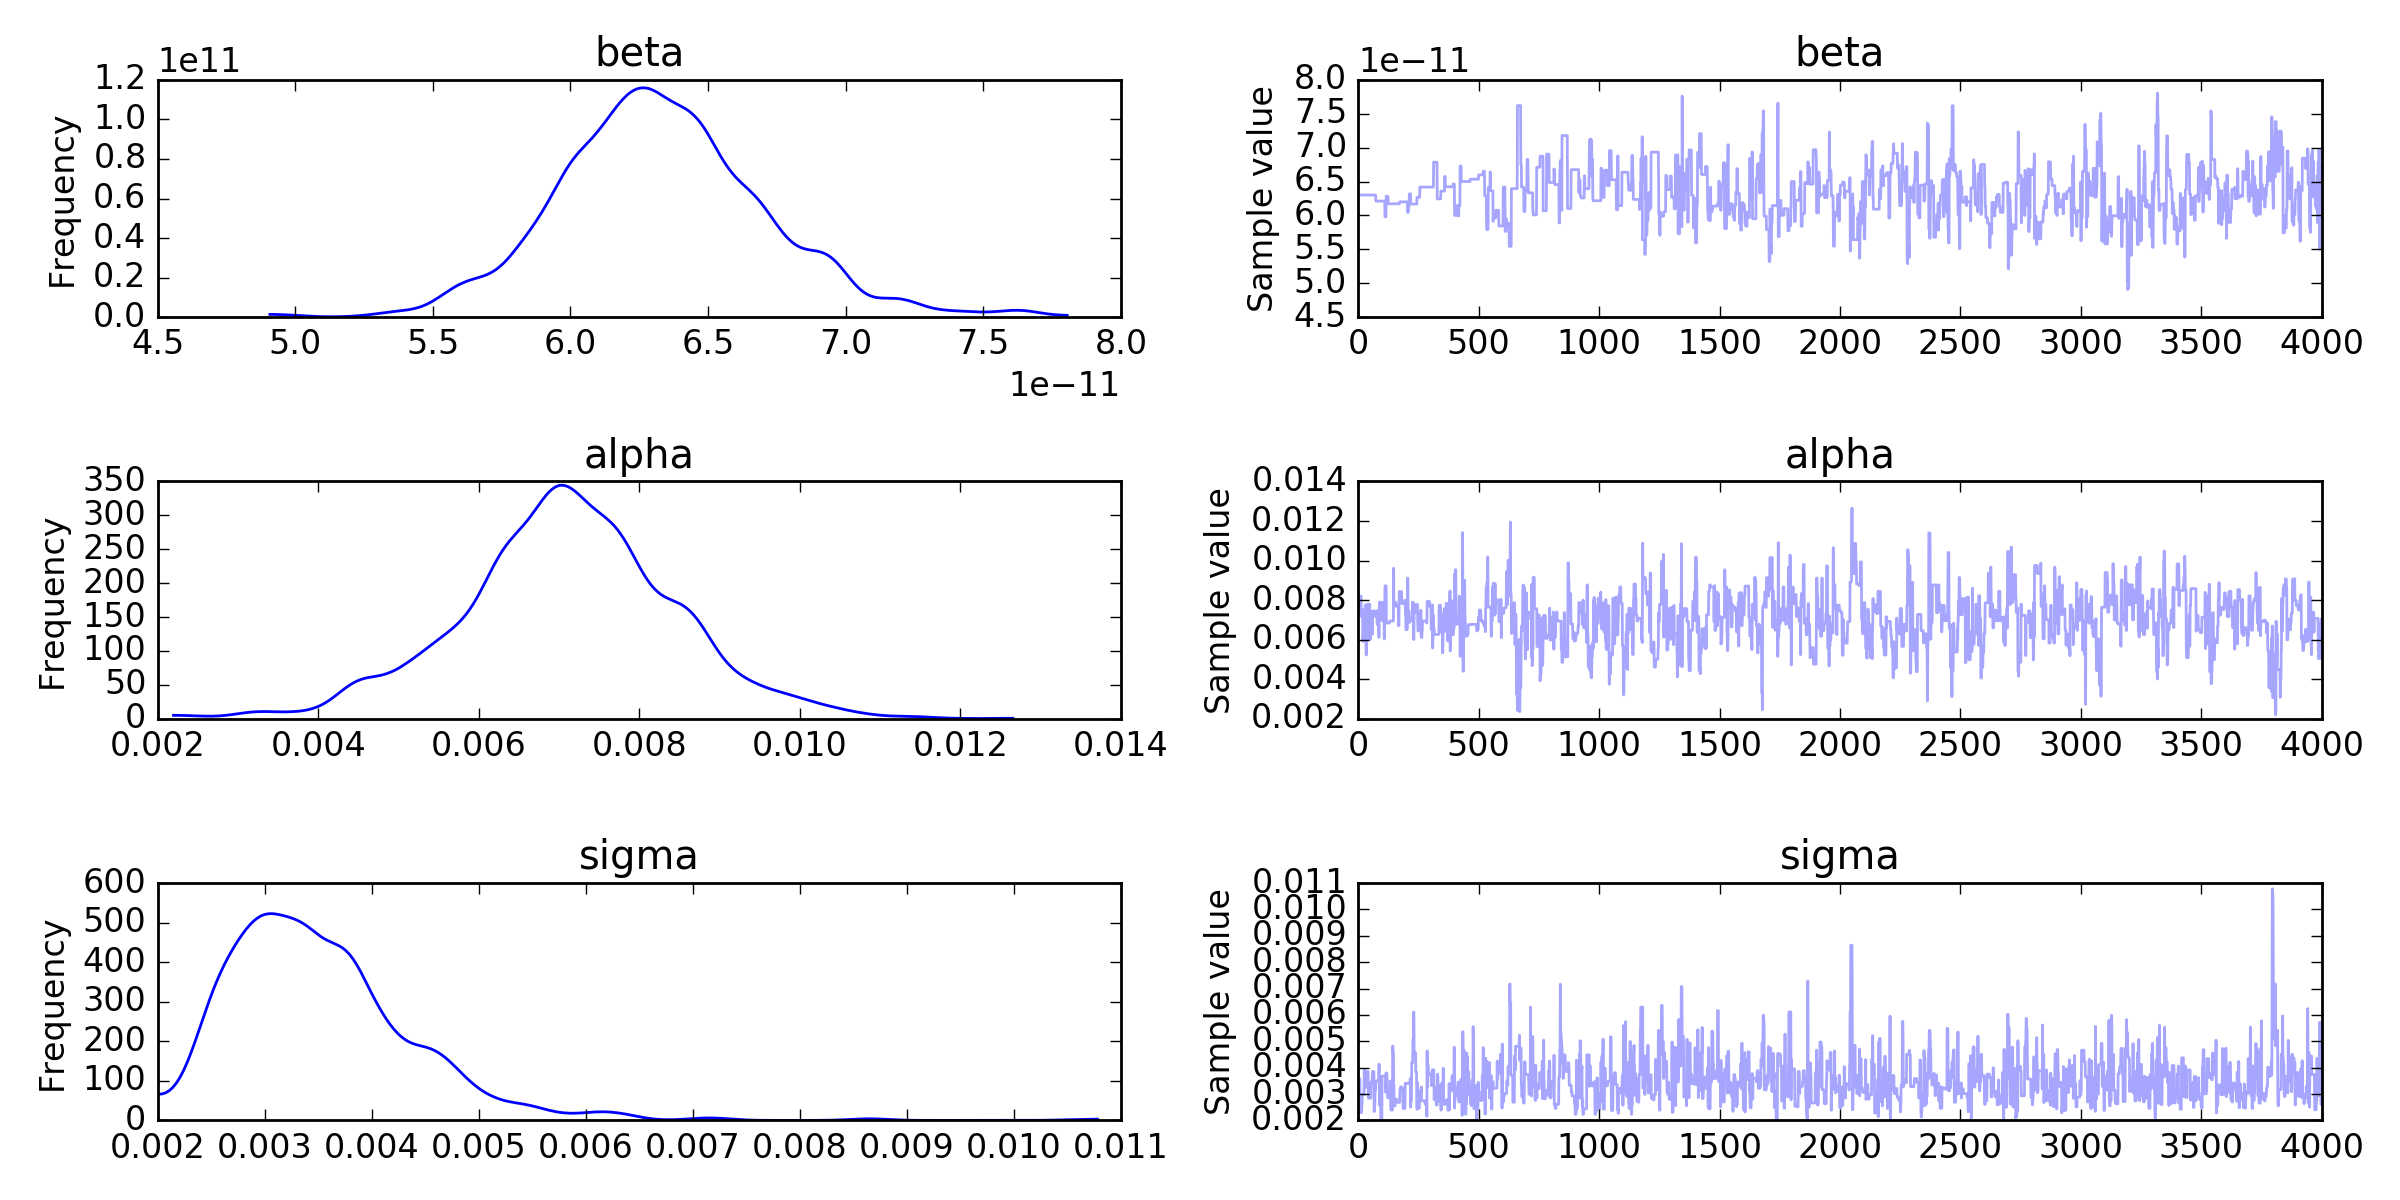 beta
1e11
1.2
1.0
0.8
0.6
0.4
0.2
0.0
Frequency
4.5 5.0 5.5 6.0 6.5 7.0 7.5 8.0
1e−11
beta
1e−11
8.0
7.5
7.0
6.5
6.0
5.5
5.0
4.5
Sample value
0 500 1000 1500 2000 2500 3000 3500 4000
alpha
350
300
250
200
150
100
50
0
Frequency
0.002 0.004 0.006 0.008 0.010 0.012 0.014
alpha
0.014
0.012
0.010
0.008
0.006
0.004
0.002
Sample value
0 500 1000 1500 2000 2500 3000 3500 4000
sigma
600
500
400
300
200
100
0
Frequency
0.002 0.003 0.004 0.005 0.006 0.007 0.008 0.009 0.010 0.011
sigma
0.011
0.010
0.009
0.008
0.007
0.006
0.005
0.004
0.003
0.002
Sample value
0 500 1000 1500 2000 2500 3000 3500 4000